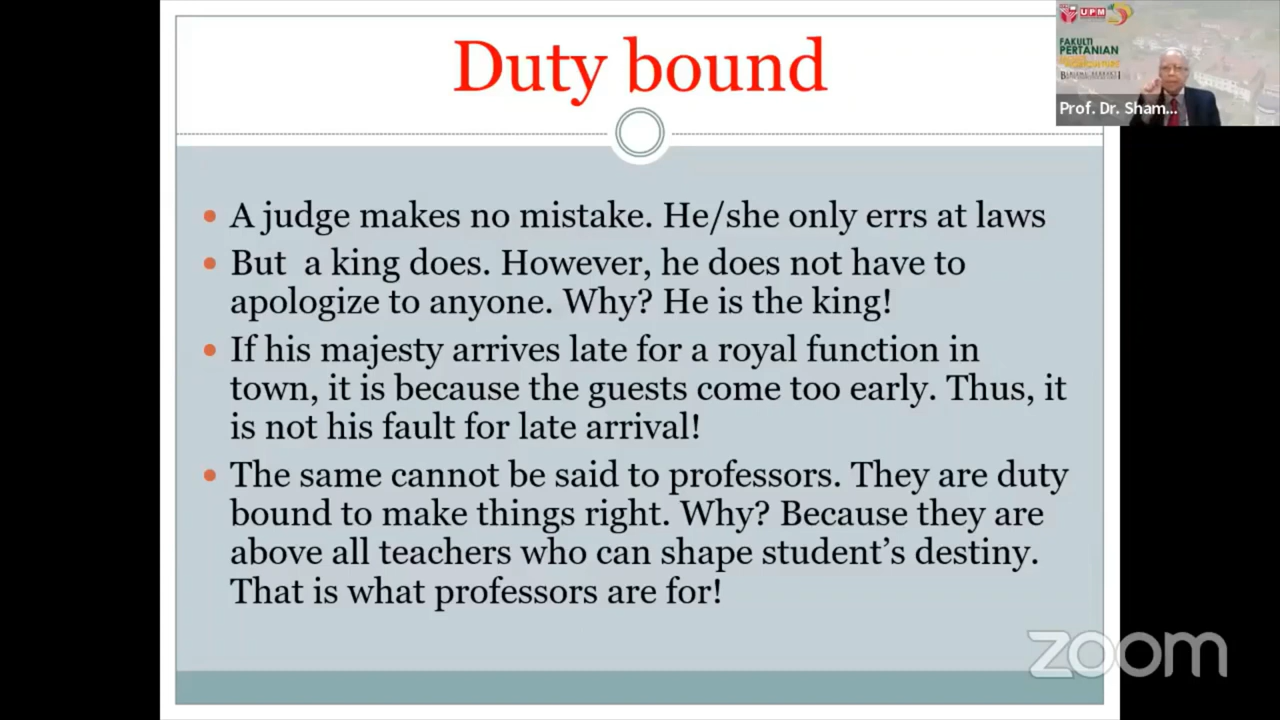 Duty bound
UPM
FAKULTI
PERTANIAN
Prof. Dr. Sham...
• A judge makes no mistake. He/she only errs at laws
• But a king does. However, he does not have to
apologize to anyone. Why? He is the king!
• If his majesty arrives late for a royal function in
town, it is because the guests come too early. Thus, it
is not his fault for late arrival!
• The same cannot be said to professors. They are duty
bound to make things right. Why? Because they are
above all teachers who can shape student’s destiny.
That is what professors are for!
zoom